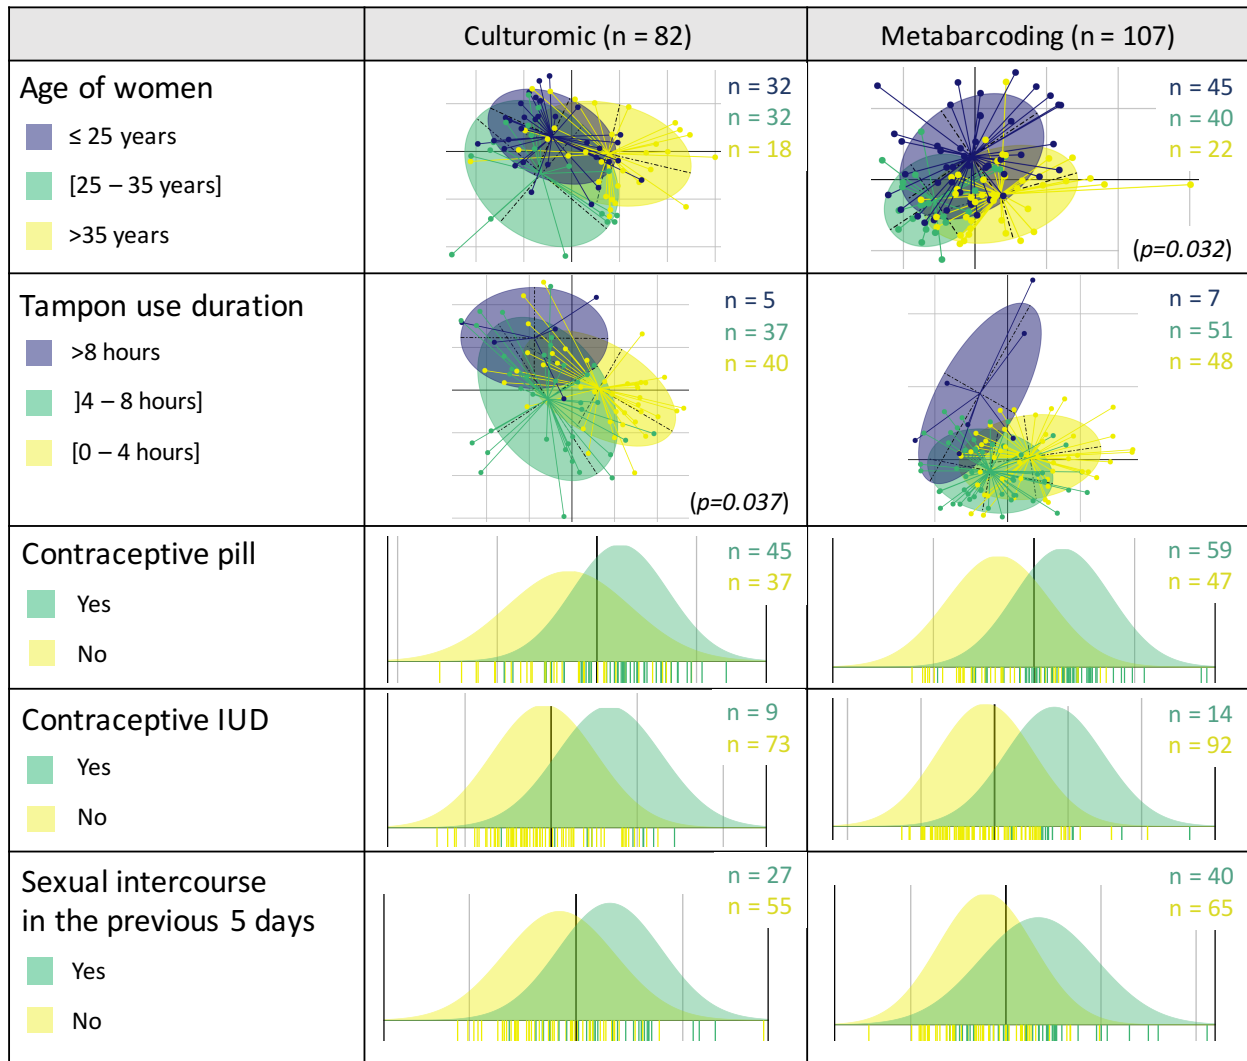 Culturomic (n = 82)
Metabarcoding (n = 107)
Age of women
≤ 25 years
[25 – 35 years]
>35 years
n = 32
n = 32
n = 18
n = 45
n = 40
n = 22
(p=0.032)
Tampon use duration
>8 hours
]4 – 8 hours]
[0 – 4 hours]
n = 5
n = 37
n = 40
(p=0.037)
n = 7
n = 51
n = 48
Contraceptive pill
Yes
No
n = 45
n = 37
n = 59
n = 47
Contraceptive IUD
Yes
No
n = 9
n = 73
n = 14
n = 92
Sexual intercourse
in the previous 5 days
Yes
No
n = 27
n = 55
n = 40
n = 65